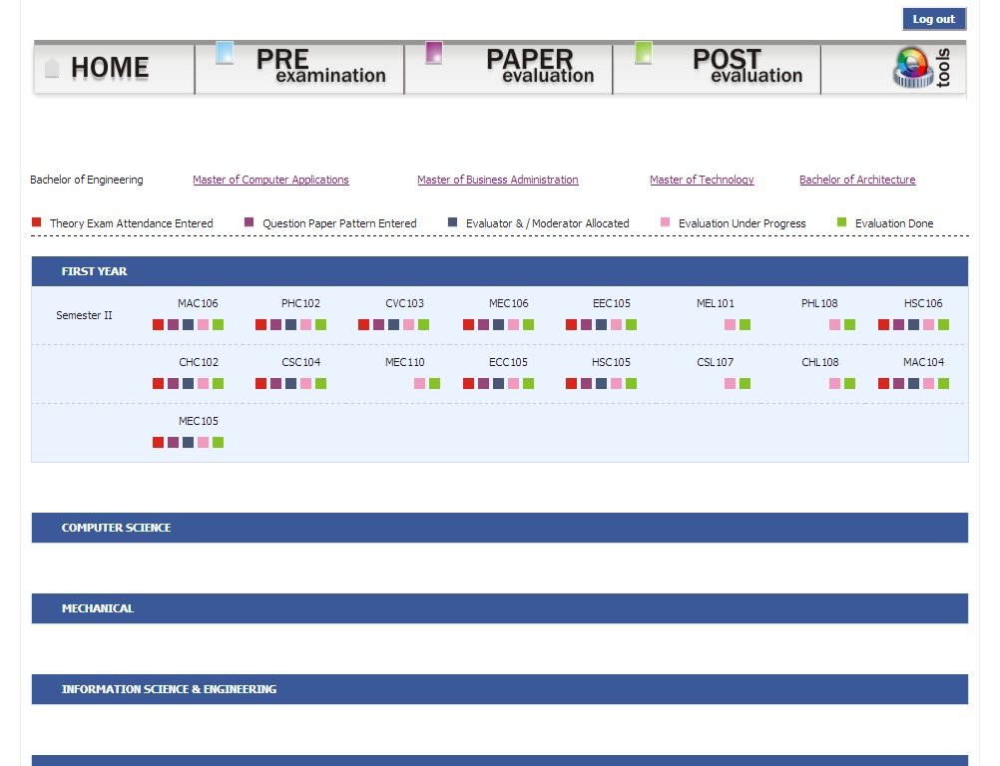 Log out
HOME PRE examination PAPER evaluation POST evaluation tools
Bachelor of Engineering Master of Computer Applications Master of Business Administration Master of Technology Bachelor of Architecture
Theory Exam Attendance Entered Question Paper Pattern Entered Evaluator & / Moderator Allocated Evaluation Under Progress Evaluation Done
FIRST YEAR
MAC106 PHC102 CVC103 MEC106 EEC105 MEL101 PHL108 HSC106
Semester II
CHC102 CSC104 MEC110 ECC105 HSC105 CSL107 CHL108 MAC104
MEC105
COMPUTER SCIENCE
MECHANICAL
INFORMATION SCIENCE & ENGINEERING